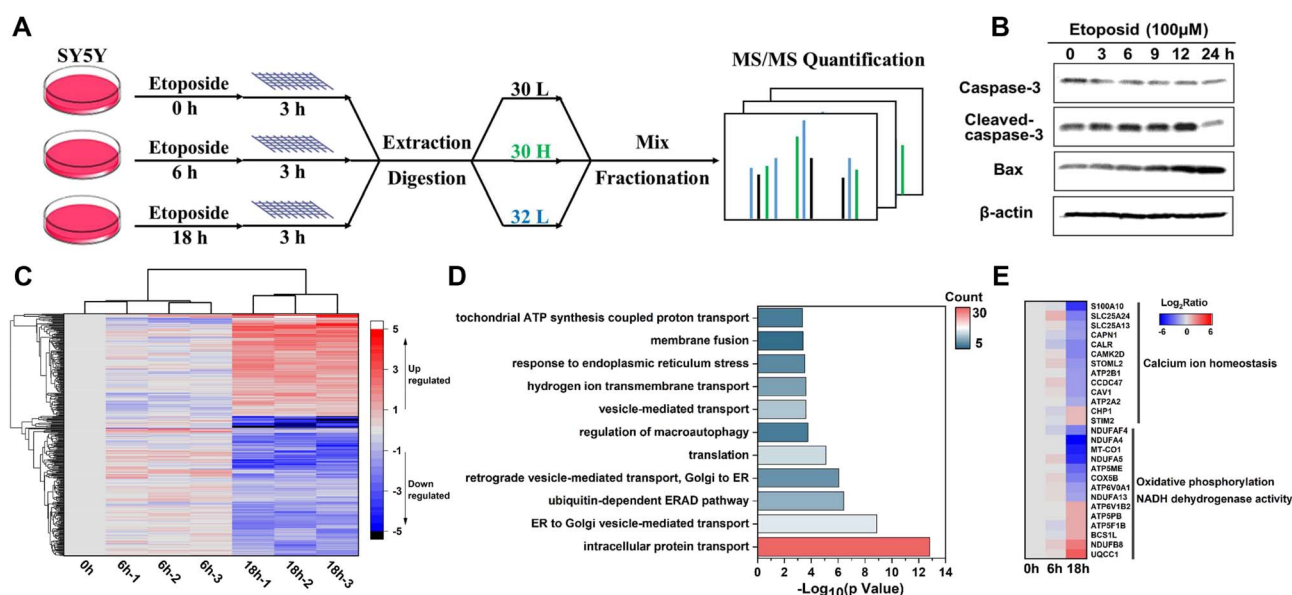 A
SY5Y
Etoposide
0 h
3 h
Etoposide
6 h
3 h
Etoposide
18 h
3 h
Extraction
Digestion
30 L
30 H
32 L
Mix
Fractionation
MS/MS Quantification
B
Etoposid (100μM)
0 3 6 9 12 24 h
Caspase-3
Cleaved-
caspase-3
Bax
β-actin
C
5
3
1
-1
-3
-5
Up
regulated
Down
regulated
0h 6h-1 6h-2 6h-3 18h-1 18h-2 18h-3
D
tochondrial ATP synthesis coupled proton transport
membrane fusion
response to endoplasmic reticulum stress
hydrogen ion transmembrane transport
vesicle-mediated transport
regulation of macroautophagy
translation
retrograde vesicle-mediated transport, Golgi to ER
ubiquitin-dependent ERAD pathway
ER to Golgi vesicle-mediated transport
intracellular protein transport
0 2 4 6 8 10 12 14
-Log10(p Value)
Count
30
5
E
S100A10
SLC25A24
SLC25A13
CAPN1
CALR
CAMK2D
STOML2
ATP2B1
CCDC47
CAV1
ATP2A2
CHP1
STIM2
NDUFAF4
NDUFA4
MT-CO1
NDUFA5
ATP5ME
COX5B
ATP6V0A1
NDUFA13
ATP6V1B2
ATP5PB
ATP5F1B
BCS1L
NDUFB8
UQCC1
0h 6h 18h
Log2Ratio
-6 0 6
Calcium ion homeostasis
Oxidative phosphorylation
NADH dehydrogenase activity